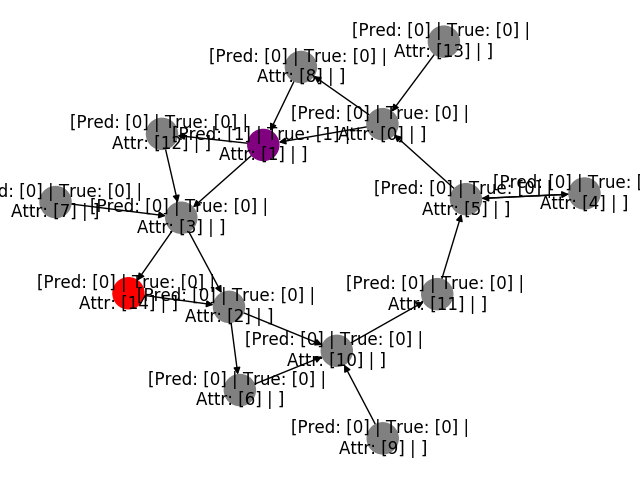 [Pred: [0] | True: [0] |
Attr: [13] | ]
[Pred: [0] | True: [0] |
Attr: [8] | ]
[Pred: [0] | True: [0] |
Attr: [0] | ]
[Pred: [0] | True: [0] |
Attr: [12] | ]
[Pred: [1] | True: [1] |
Attr: [1] | ]
d: [0] | True: [0] |
Attr: [7] | ]
[Pred: [0] | True: [0] |
Attr: [3] | ]
[Pred: [0] | True: [0] |
Attr: [5] | ]
[Pred: [0] | True: [
Attr: [4] | ]
[Pred: [0] | True: [0] |
Attr: [14] | ]
[Pred: [0] | True: [0] |
Attr: [2] | ]
[Pred: [0] | True: [0] |
Attr: [11] | ]
[Pred: [0] | True: [0] |
Attr: [10] | ]
[Pred: [0] | True: [0] |
Attr: [6] | ]
[Pred: [0] | True: [0] |
Attr: [9] | ]